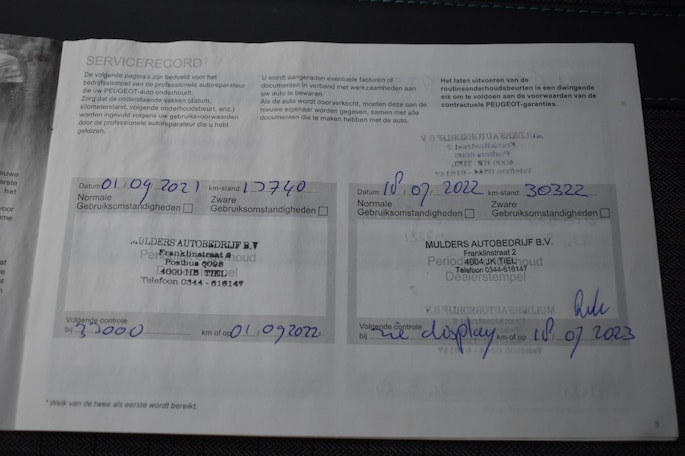 SERVICERECORD
De volgende pagina's zijn bedoeld voor het
bedrijfsstempel van de professionele autoreparateur
die uw PEUGEOT-auto onderhoudt.
Zorg dat de onderstaande vakken (datum,
kilometerstand, volgende onderhoudsbeurt, enz.)
worden ingevuld volgens uw gebruiksvoorwaarden
door de professionele autoreparateur die u hebt
gekozen.
U wordt aangeraden eventuele facturen of
documenten in verband met werkzaamheden aan
uw auto te bewaren.
Als de auto wordt doorverkocht, moeten deze aan de
nieuwe eigenaar worden gegeven, samen met alle
documenten die te maken hebben met de auto.
Het laten uitvoeren van de
routineonderhoudsbeurten is een dwingende
eis om te voldoen aan de voorwaarden van de
contractuele PEUGEOT-garanties.
Datum 01.09.2021 km-stand
Normale
Gebruiksomstandigheden
Zware
Gebruiksomstandigheden
MULDERS AUTOBEDRIJF B.V
Franklinstraat
Postbus 6098
4000 HB TIEL
Telefoon 0344-616147
Volgende controle
bij 35000 km of op 01.09.2022
Datum 18.07.2022 km-stand 30322
Normale
Gebruiksomstandigheden
Zware
Gebruiksomstandigheden
MULDERS AUTOBEDRIJF B.V.
Franklinstraat 2
4004 JK TIEL
Telefoon 0344-616147
Dealerstempel
Volgende controle
bij zie display km of op 18.07.2023
* Welk van de twee als eerste wordt bereikt.